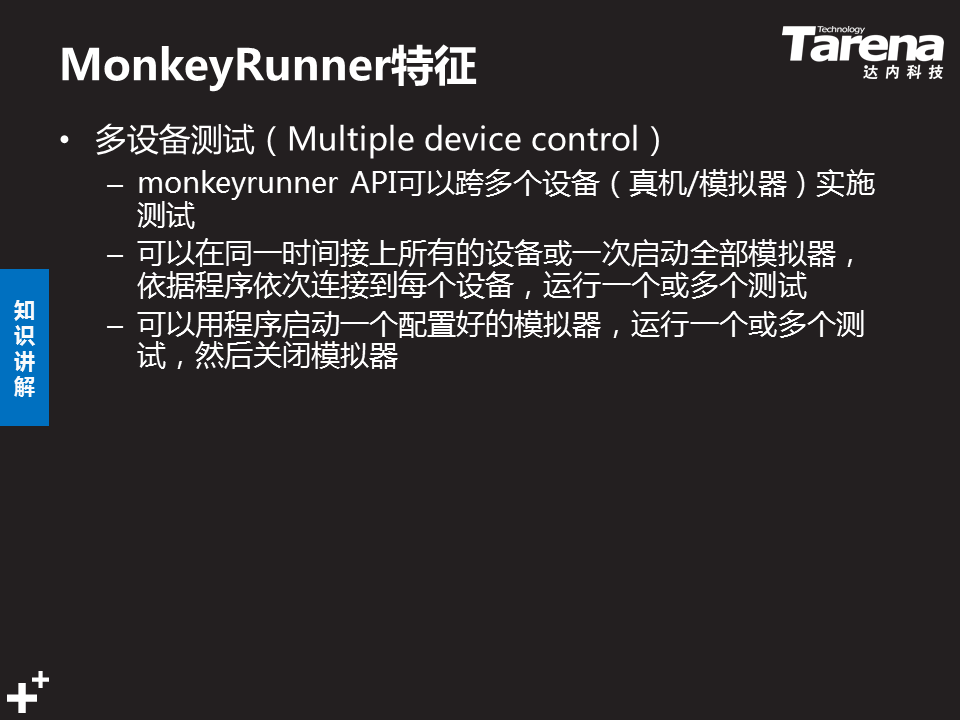 MonkeyRunner特征
Technology
Tarena
达内科技
• 多设备测试（Multiple device control）
– monkeyrunner API可以跨多个设备（真机/模拟器）实施
测试
– 可以在同一时间接上所有的设备或一次启动全部模拟器，
依据程序依次连接到每个设备，运行一个或多个测试
– 可以用程序启动一个配置好的模拟器，运行一个或多个测
试，然后关闭模拟器
知
识
讲
解